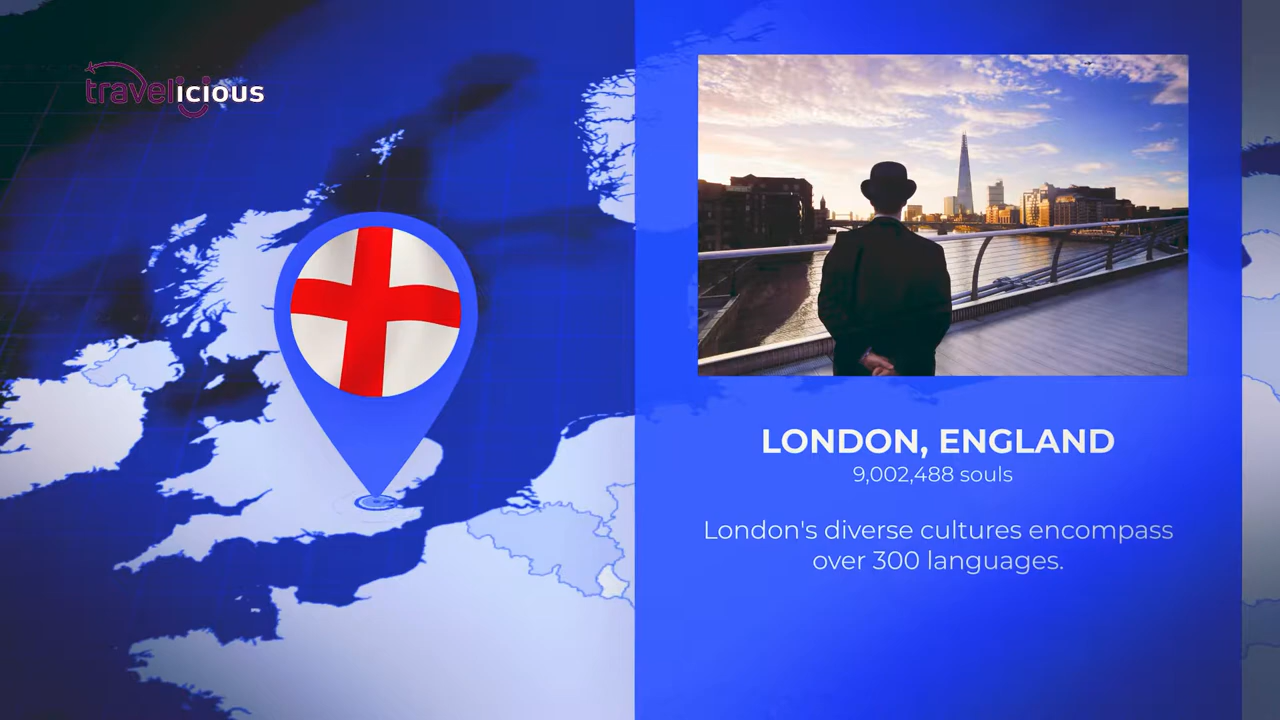 travelicious
LONDON, ENGLAND
9,002,488 souls
London's diverse cultures encompass
over 300 languages.